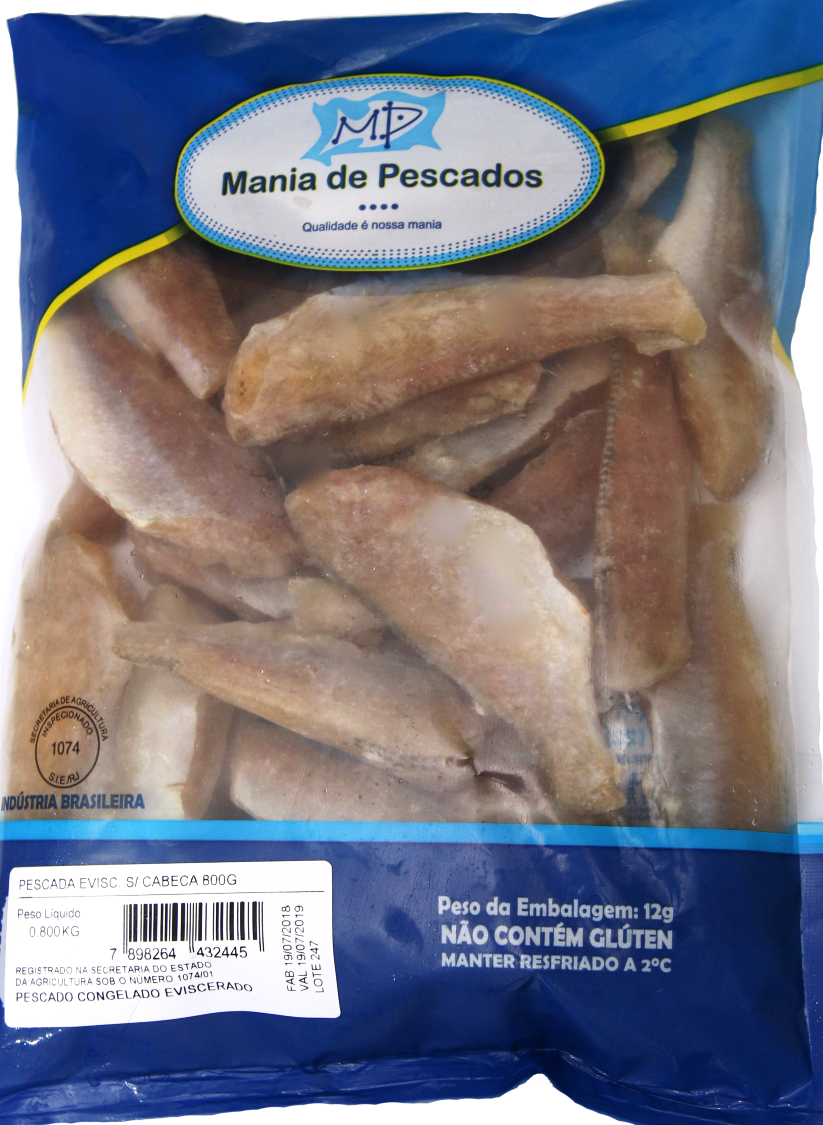 MP
Mania de Pescados
Qualidade é nossa mania
SECRETARIA DE AGRICULTURA
INSPECIONADO
1074
S.I.E/RJ
INDÚSTRIA BRASILEIRA
PESCADA EVISC. S/ CABECA 800G
Peso Líquido
0.800KG
7 898264 432445
REGISTRADO NA SECRETARIA DO ESTADO
DA AGRICULTURA SOB O NÚMERO 1074/01
PESCADO CONGELADO EVISCERADO
FAB 19/07/2018
VAL 19/07/2019
LOTE 247
Peso da Embalagem: 12g
NÃO CONTÉM GLÚTEN
MANTER RESFRIADO A 2ºC